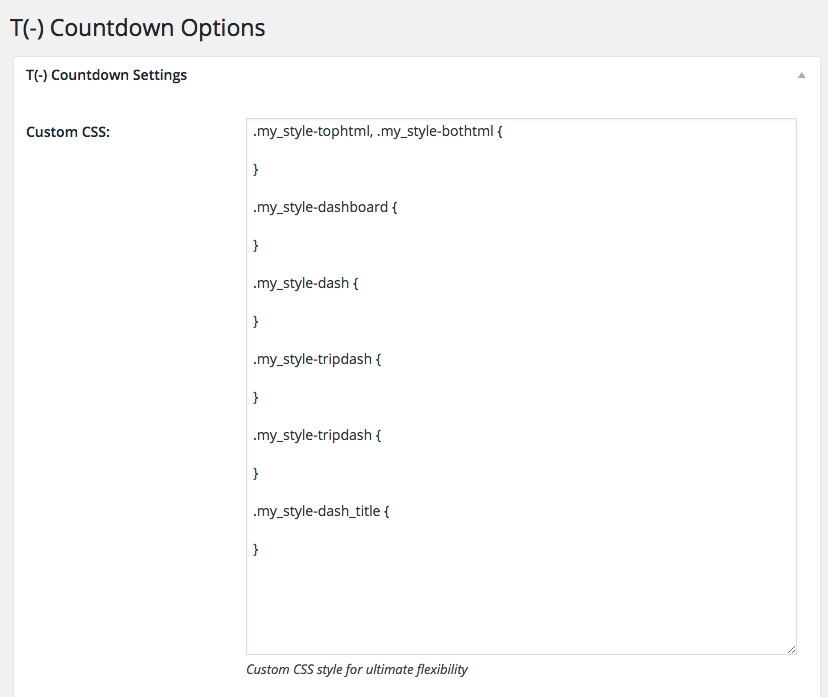 T(-) Countdown Options
T(-) Countdown Settings
Custom CSS:
.my_style-tophtml, .my_style-bothtml {
}
.my_style-dashboard {
}
.my_style-dash {
}
.my_style-tripdash {
}
.my_style-tripdash {
}
.my_style-dash_title {
}
Custom CSS style for ultimate flexibility